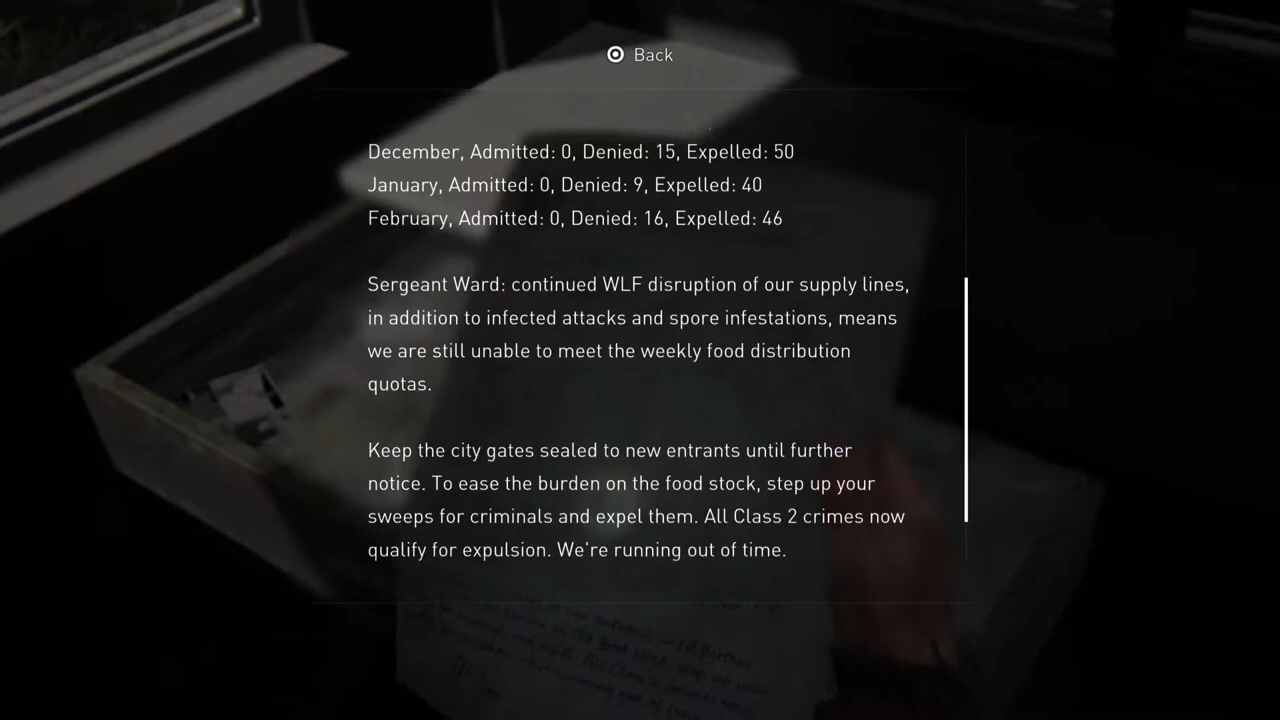 Back
December, Admitted: 0, Denied: 15, Expelled: 50
January, Admitted: 0, Denied: 9, Expelled: 40
February, Admitted: 0, Denied: 16, Expelled: 46
Sergeant Ward: continued WLF disruption of our supply lines,
in addition to infected attacks and spore infestations, means
we are still unable to meet the weekly food distribution
quotas.
Keep the city gates sealed to new entrants until further
notice. To ease the burden on the food stock, step up your
sweeps for criminals and expel them. All Class 2 crimes now
qualify for expulsion. We're running out of time.